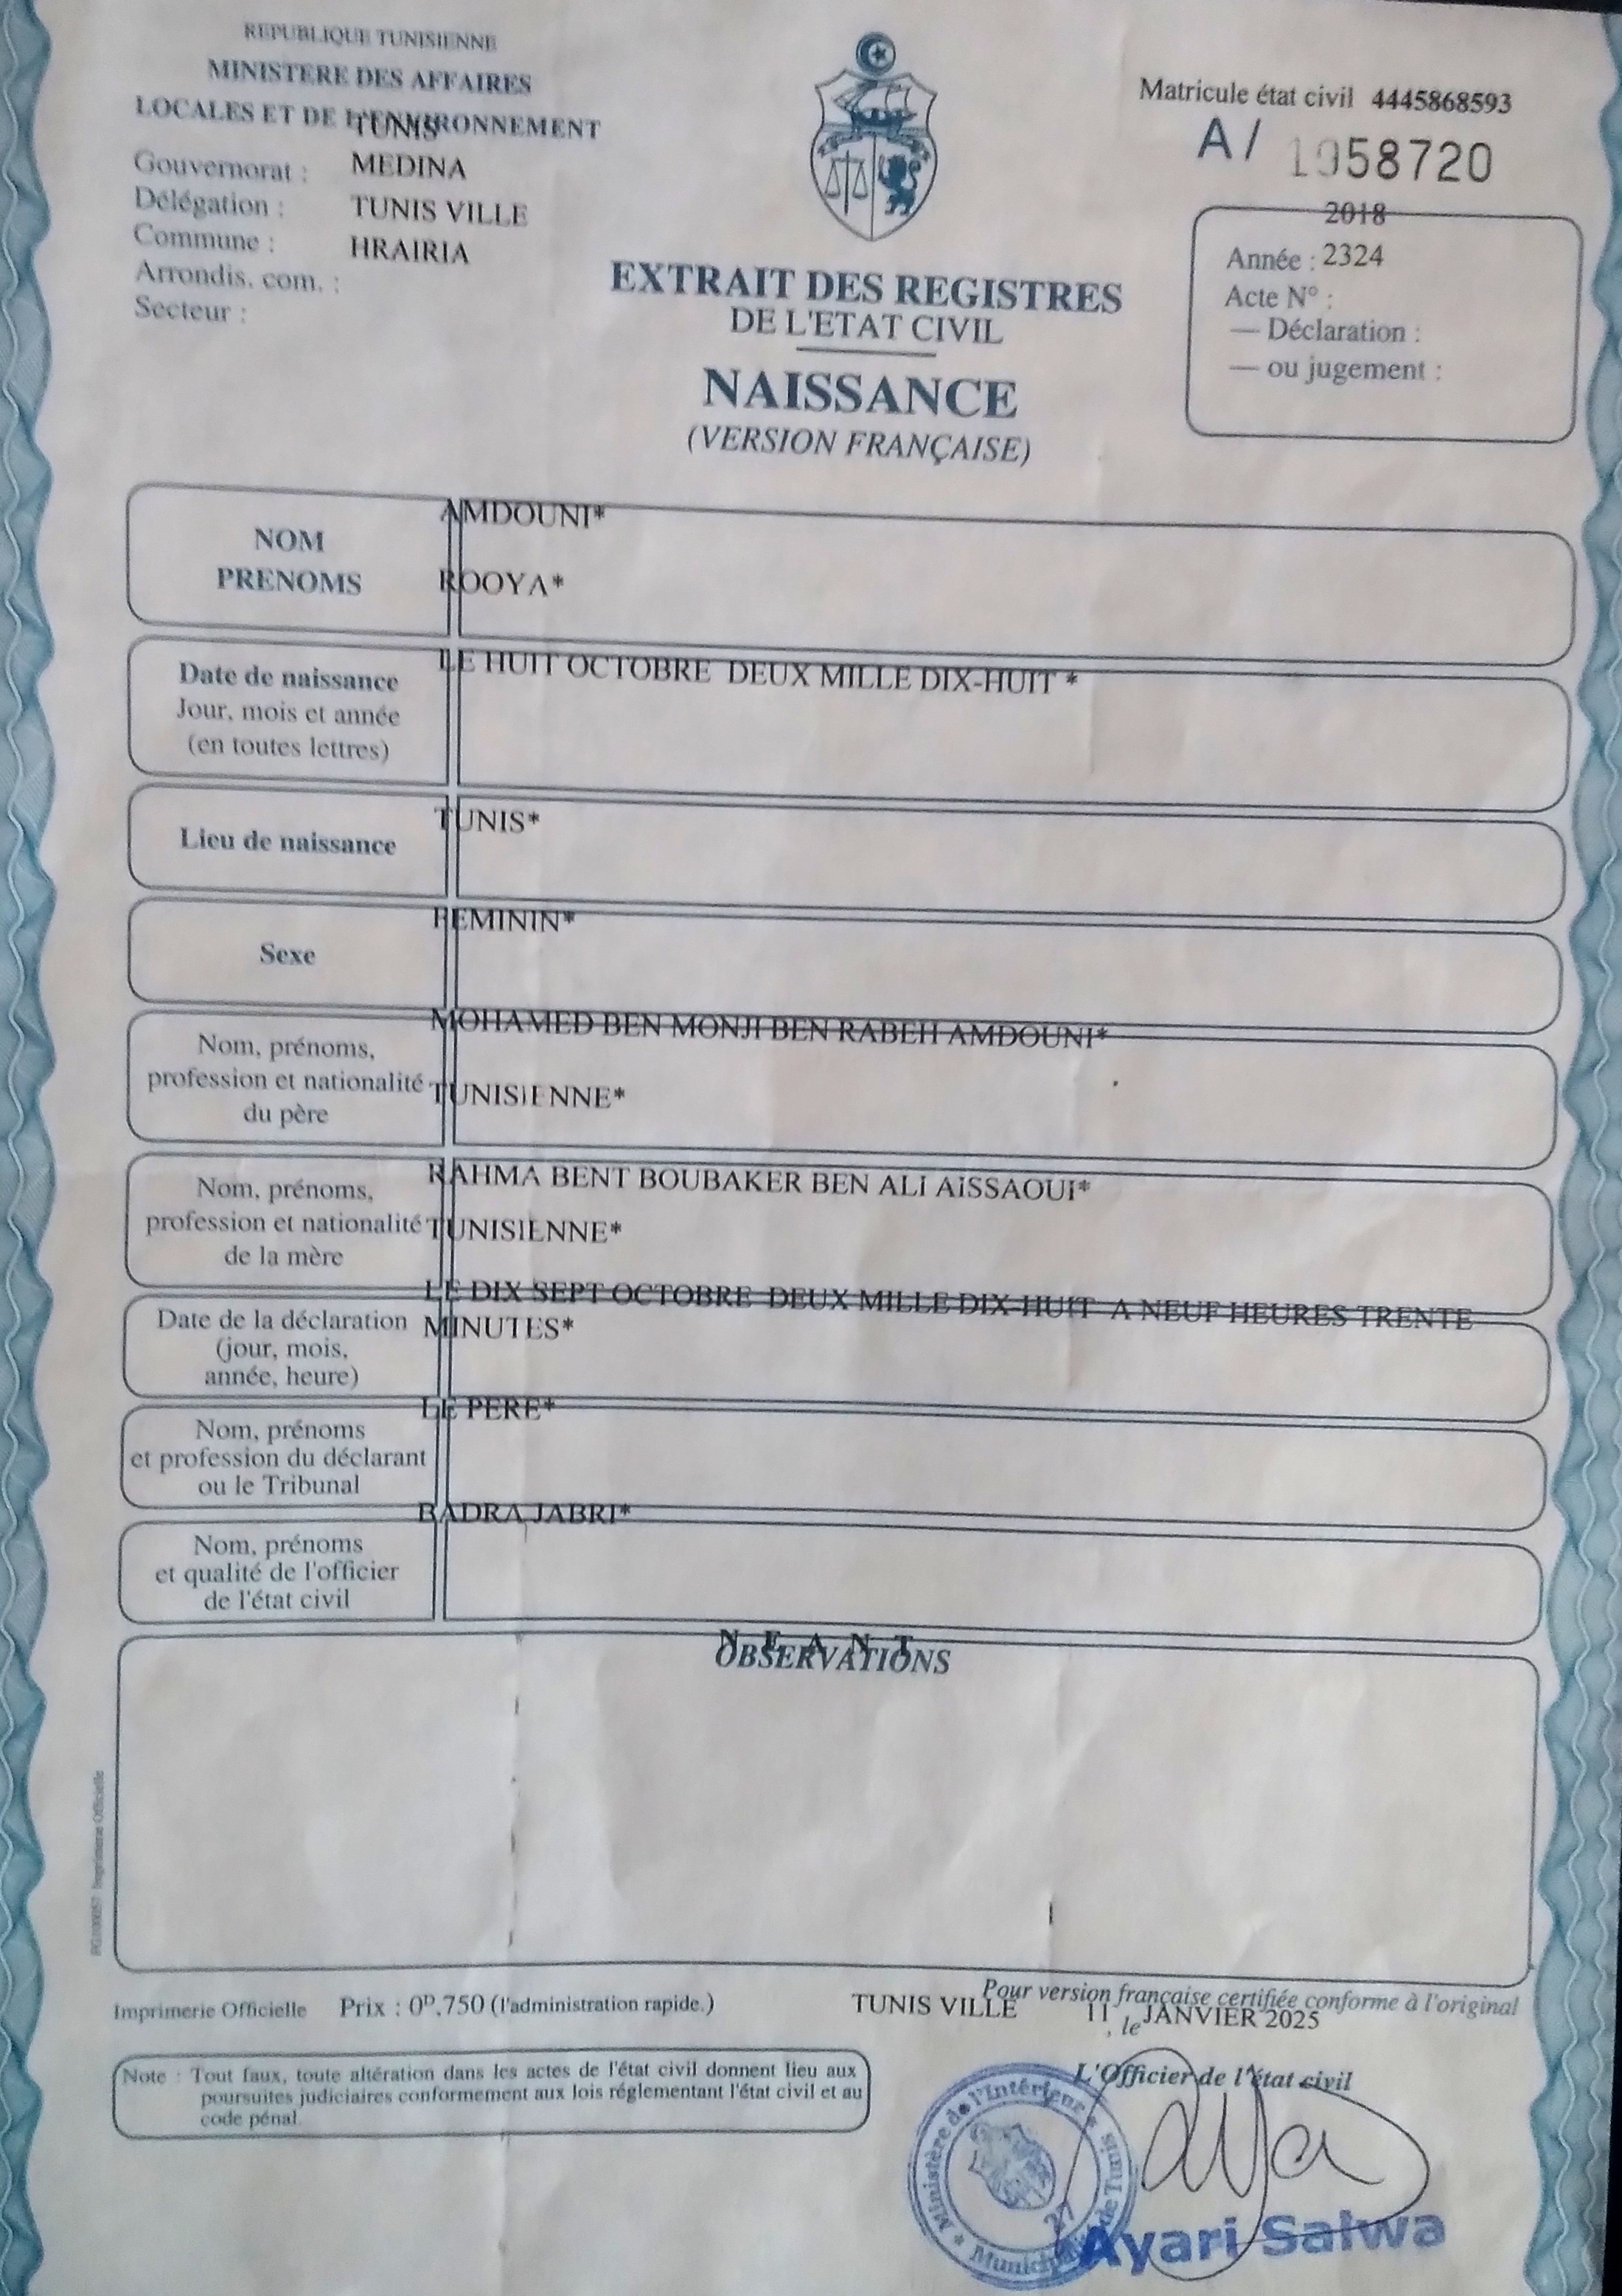 REPUBLIQUE TUNISIENNE
MINISTERE DES AFFAIRES
LOCALES ET DE L'ENVIRONNEMENT
TUNIS
Gouvernorat : MEDINA
Délégation : TUNIS VILLE
Commune : HRAIRIA
Arrondis. com. :
Secteur :
Matricule état civil 4445868593
A/ 1958720
2018
Année : 2324
Acte N° :
— Déclaration :
— ou jugement :
EXTRAIT DES REGISTRES
DE L'ETAT CIVIL
NAISSANCE
(VERSION FRANÇAISE)
NOM
PRENOMS
AMDOUNI*
ROOYA*
Date de naissance
Jour, mois et année
(en toutes lettres)
LE HUIT OCTOBRE DEUX MILLE DIX-HUIT *
Lieu de naissance
TUNIS*
Sexe
FEMININ*
Nom, prénoms,
profession et nationalité
du père
MOHAMED BEN MONJI BEN RABEH AMDOUNI*
TUNISIENNE*
Nom, prénoms,
profession et nationalité
de la mère
RAHMA BENT BOUBAKER BEN ALI AISSAOUI*
TUNISIENNE*
Date de la déclaration
(jour, mois,
année, heure)
LE DIX SEPT OCTOBRE DEUX MILLE DIX-HUIT A NEUF HEURES TRENTE
MINUTES*
Nom, prénoms
et profession du déclarant
ou le Tribunal
LE PERE*
Nom, prénoms
et qualité de l'officier
de l'état civil
BADRA JABRI*
N E A N T
OBSERVATIONS
Imprimerie Officielle
Imprimerie Officielle Prix : 0ᴰ,750 (l'administration rapide.)
Pour version française certifiée conforme à l'original
TUNIS VILLE , le 11 JANVIER 2025
Note : Tout faux, toute altération dans les actes de l'état civil donnent lieu aux
poursuites judiciaires conformement aux lois réglementant l'état civil et au
code pénal.
L'Officier de l'état civil
* Ministère de l'Intérieur * Municipalité de Tunis
27
Ayari Salwa